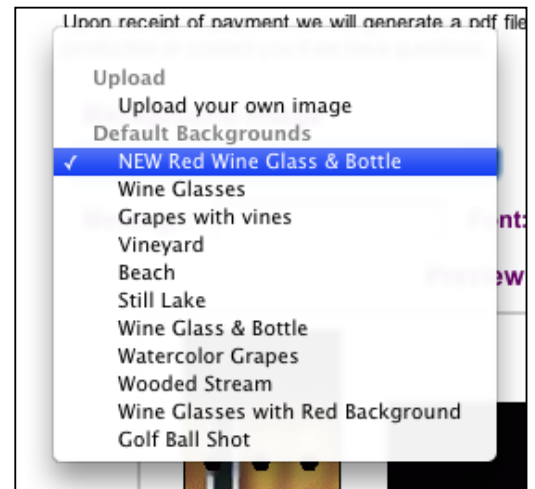 Upon receipt of payment we will generate a pdf file
Upload
Upload your own image
Default Backgrounds
✓ NEW Red Wine Glass & Bottle
Wine Glasses
Grapes with vines
Vineyard
Beach
Still Lake
Wine Glass & Bottle
Watercolor Grapes
Wooded Stream
Wine Glasses with Red Background
Golf Ball Shot
nt:
Preview